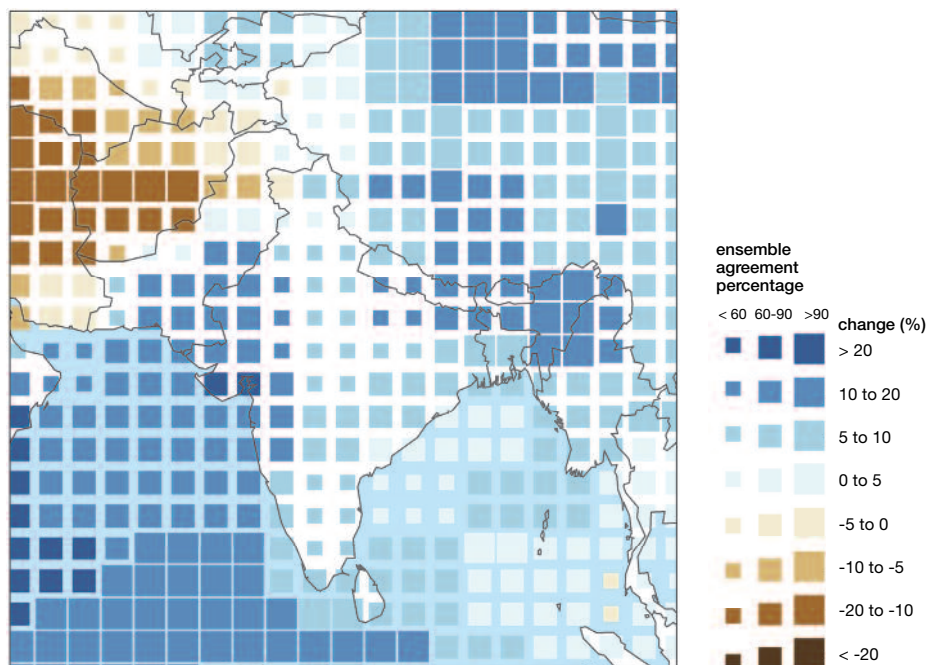 ensemble
agreement
percentage
< 60 60-90 >90
change (%)
> 20
10 to 20
5 to 10
0 to 5
-5 to 0
-10 to -5
-20 to -10
< -20